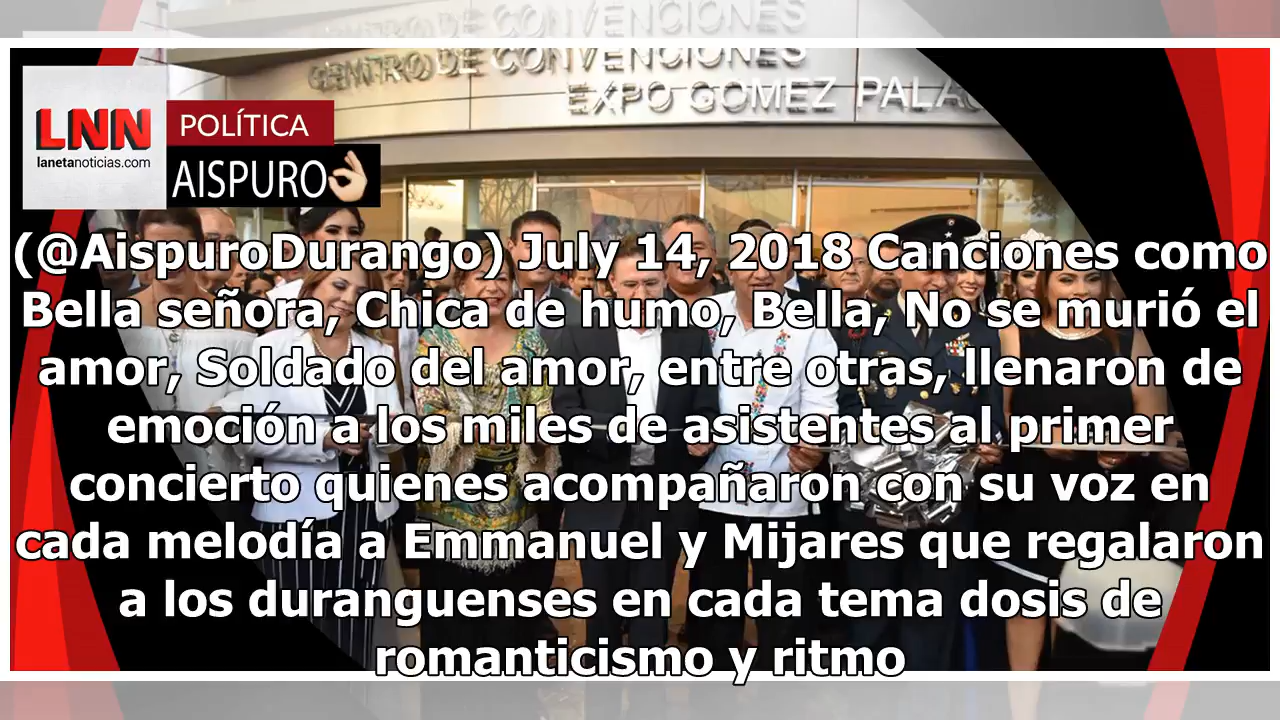 CENTRO DE CONVENCIONES
CENTRO DE CONVENCIONES
EXPO GOMEZ PALAC
LNN
lanetanoticias.com
POLÍTICA
AISPURO👌
(@AispuroDurango) July 14, 2018 Canciones como
Bella señora, Chica de humo, Bella, No se murió el
amor, Soldado del amor, entre otras, llenaron de
emoción a los miles de asistentes al primer
concierto quienes acompañaron con su voz en
cada melodía a Emmanuel y Mijares que regalaron
a los duranguenses en cada tema dosis de
romanticismo y ritmo